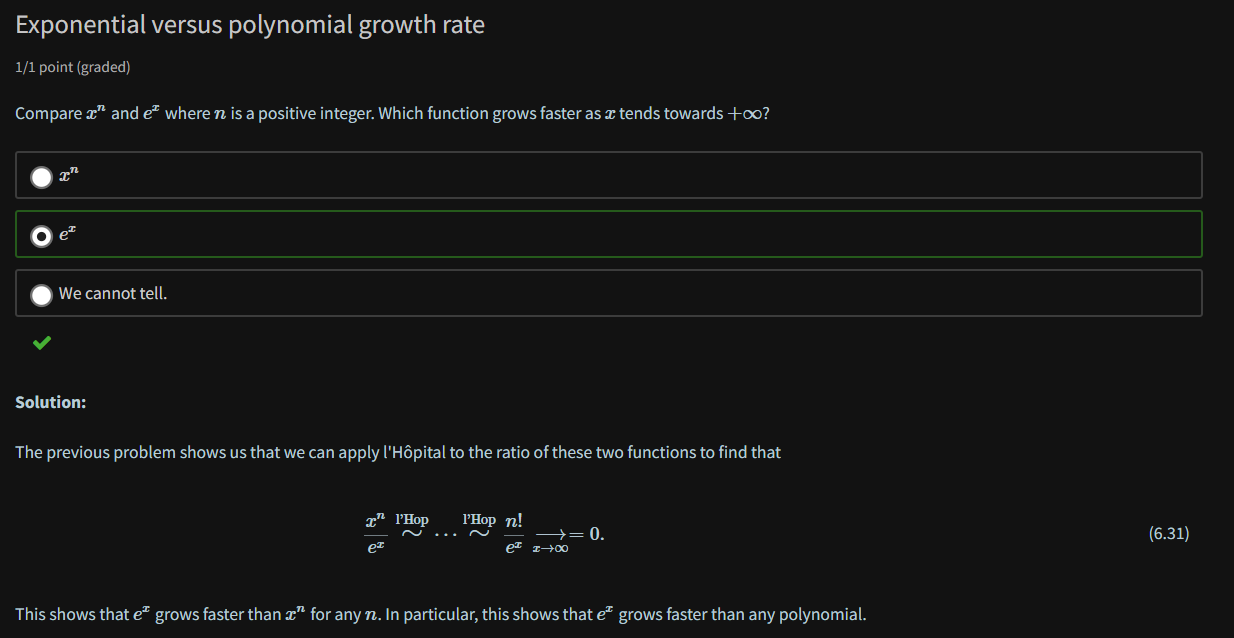 Exponential versus polynomial growth rate
1/1 point (graded)
Compare xⁿ and eˣ where n is a positive integer. Which function grows faster as x tends towards +∞?
xⁿ
eˣ
We cannot tell.
Solution:
The previous problem shows us that we can apply l'Hôpital to the ratio of these two functions to find that
xⁿ/eˣ l'Hop ~ ··· l'Hop ~ n!/eˣ ⟶ x→∞ = 0. (6.31)
This shows that eˣ grows faster than xⁿ for any n. In particular, this shows that eˣ grows faster than any polynomial.